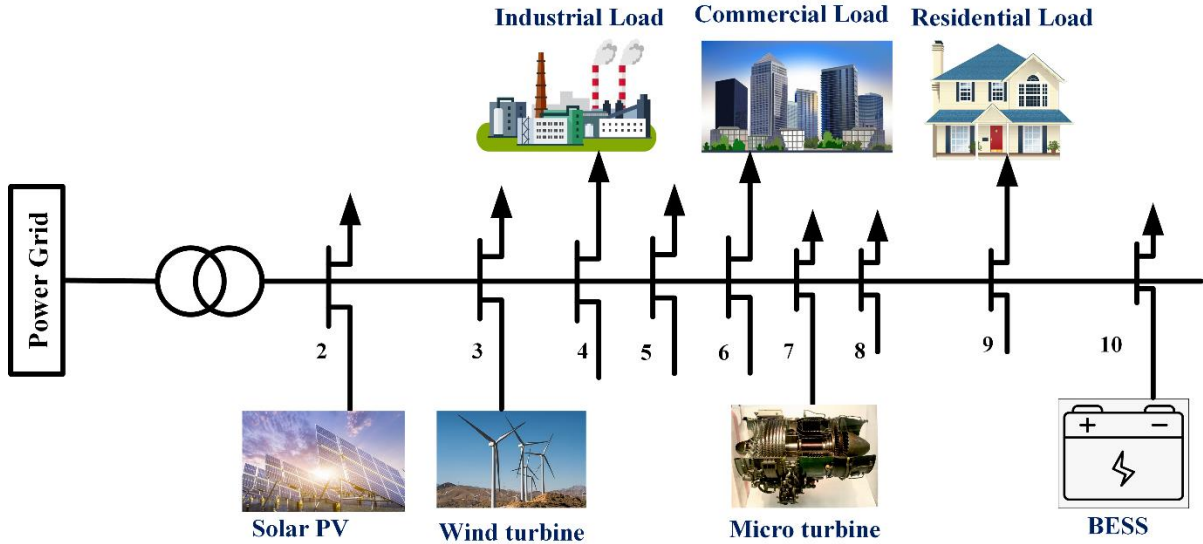 Industrial Load
Commercial Load
Residential Load
Power Grid
2
3
4
5
6
7
8
9
10
+
−
Solar PV
Wind turbine
Micro turbine
BESS